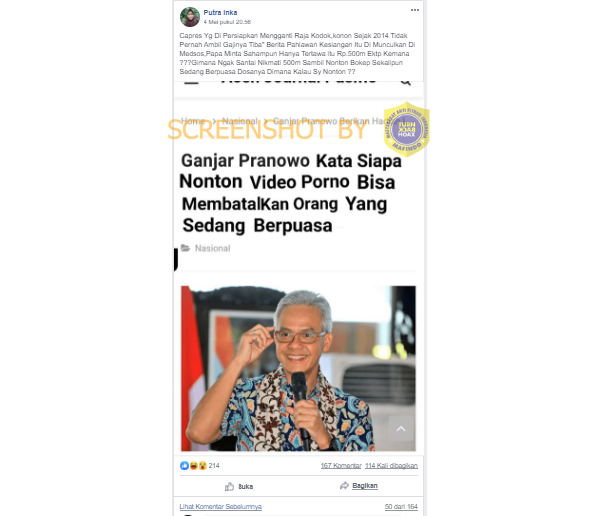 Putra Inka
4 Mei pukul 20.56
Capres Yg Di Persiapkan Mengganti Raja Kodok,konon Sejak 2014 Tidak
Pernah Ambil Gajinya Tiba" Berita Pahlawan Kesiangan Itu Di Munculkan Di
Medsos,Papa Minta Sahampun Hanya Tertawa Itu Rp.500m Ektp Kemana
???Gimana Ngak Santai Nikmati 500m Sambil Nonton Bokep Sekalipun
Sedang Berpuasa Dosanya Dimana Kalau Sy Nonton ??
Home > Nasional > Ganjar Pranowo Berikan
SCREENSHOT BY
TURN
BACK
HOAX
MASYARAKAT ANTI FITNAH INDONESIA
MAFINDO
Ganjar Pranowo Kata Siapa
Nonton Video Porno Bisa
Membatalkan Orang Yang
Sedang Berpuasa
Nasional
214
167 Komentar 114 Kali dibagikan
Suka
Bagikan
Lihat Komentar Sebelumnya
50 dari 164